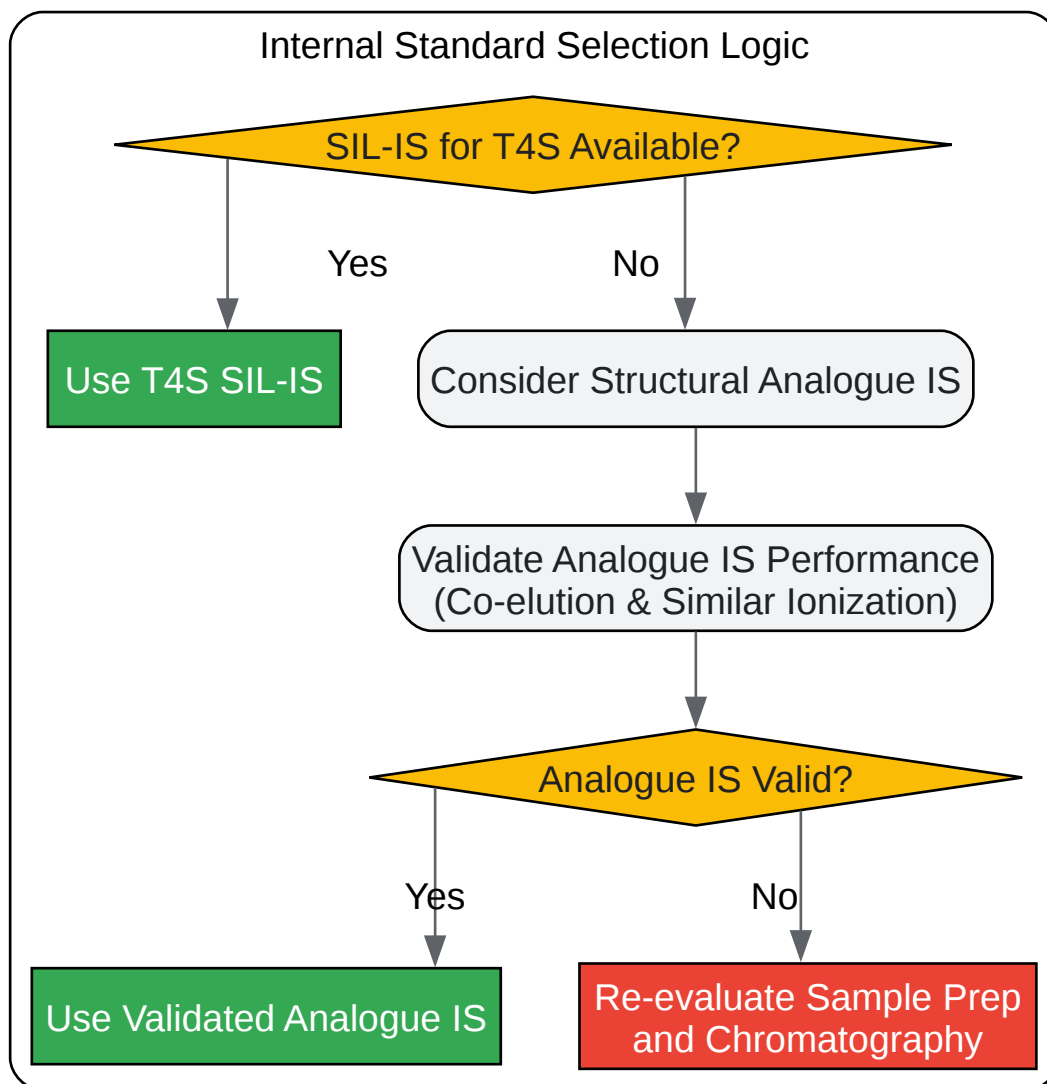 Internal Standard Selection Logic
SIL-IS for T4S Available?
Yes
No
Use T4S SIL-IS
Consider Structural Analogue IS
Validate Analogue IS Performance
(Co-elution & Similar Ionization)
Analogue IS Valid?
Yes
No
Use Validated Analogue IS
Re-evaluate Sample Prep
and Chromatography